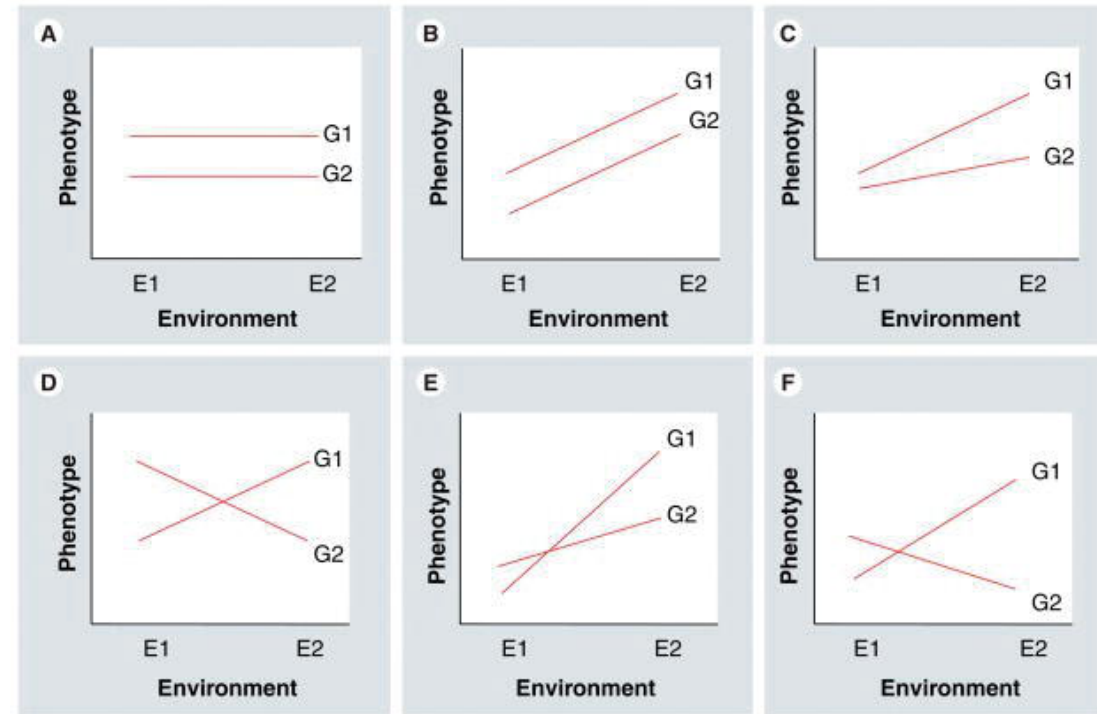 A
Phenotype
G1
G2
E1 E2
Environment
B
Phenotype
G1
G2
E1 E2
Environment
C
Phenotype
G1
G2
E1 E2
Environment
D
Phenotype
G1
G2
E1 E2
Environment
E
Phenotype
G1
G2
E1 E2
Environment
F
Phenotype
G1
G2
E1 E2
Environment